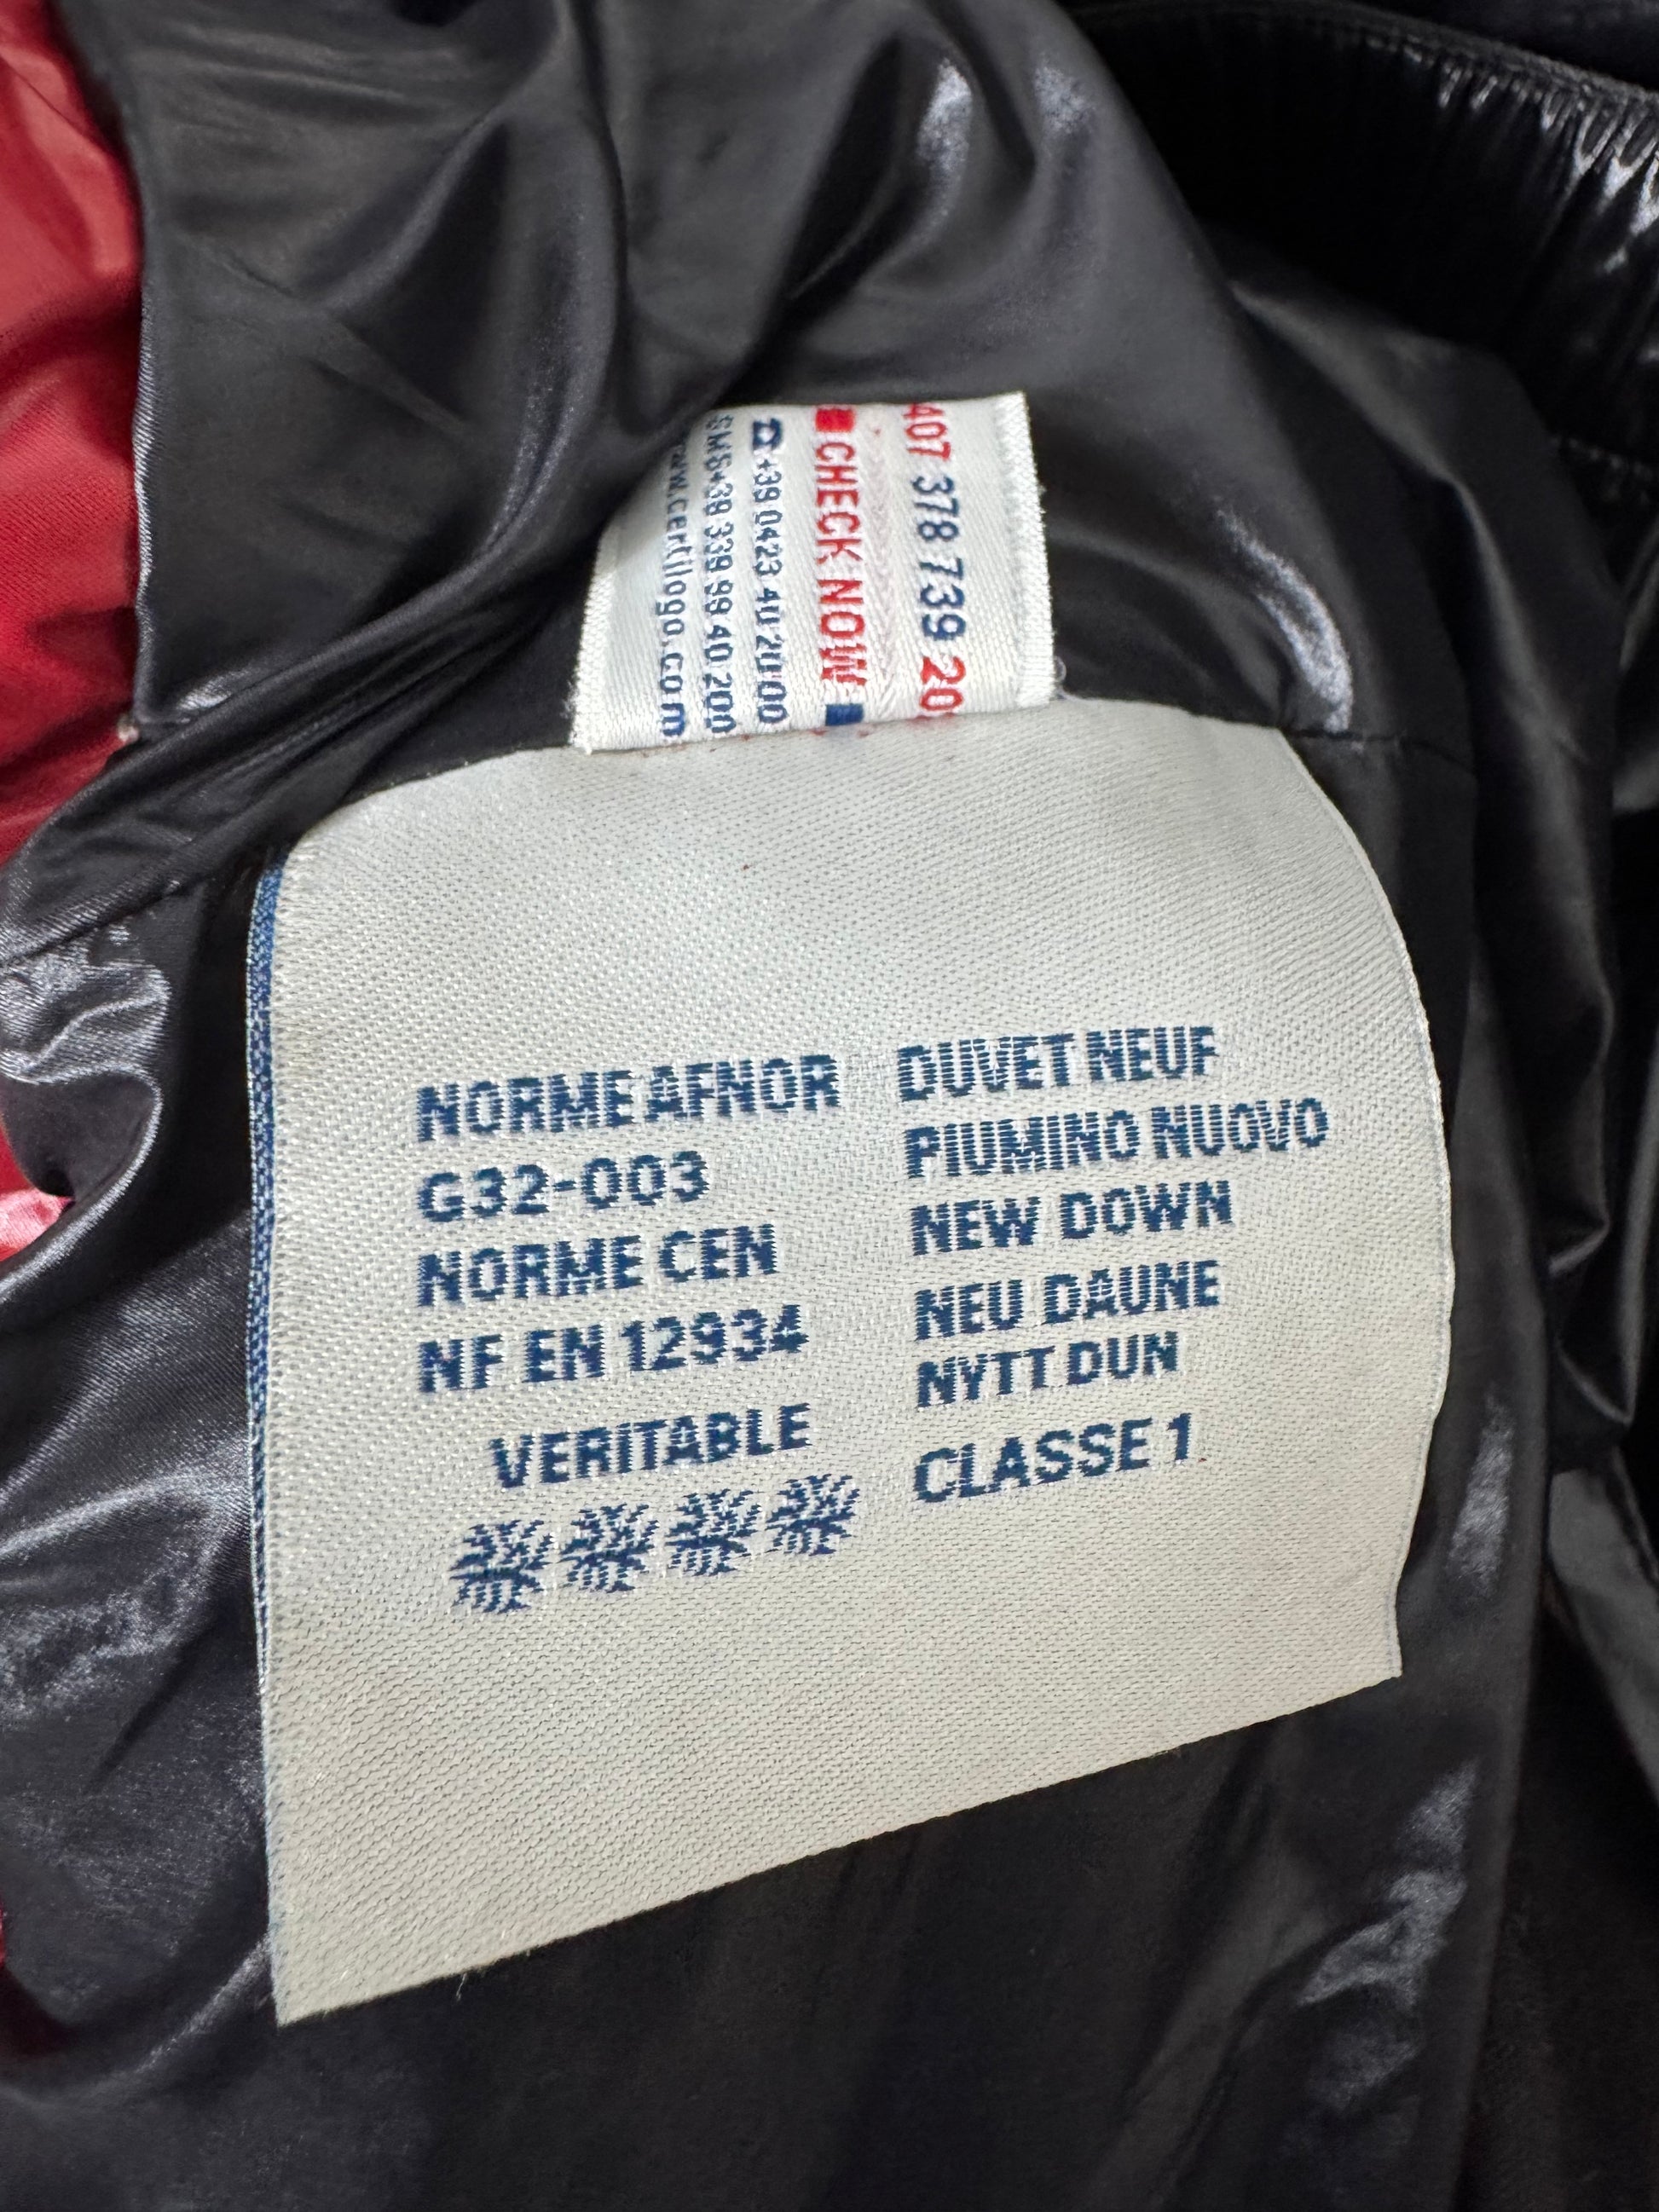 407 378 739 20
CHECK NOW
+39 0423 40 2000
SMS+39 339 99 40 200
www.certilogo.com
NORME AFNOR
G32-003
NORME CEN
NF EN 12934
VERITABLE
DUVET NEUF
PIUMINO NUOVO
NEW DOWN
NEU DAUNE
NYTT DUN
CLASSE 1